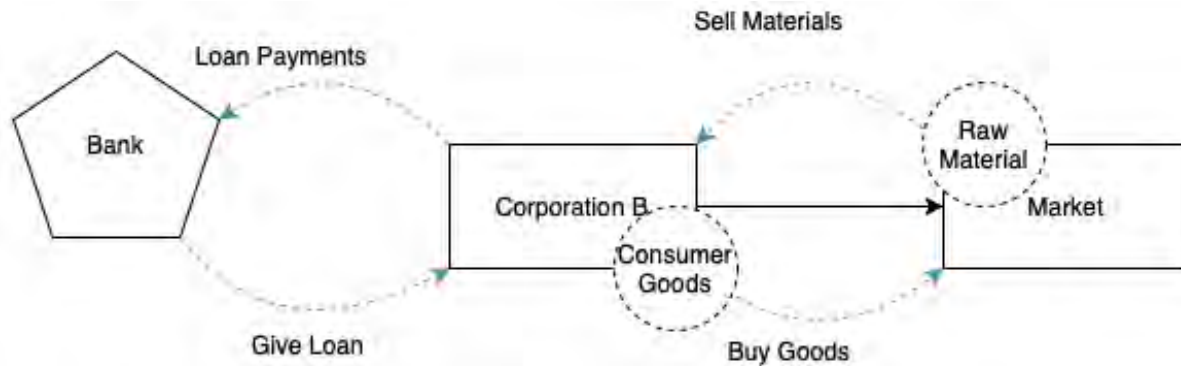 Sell Materials
Loan Payments
Bank
Raw
Material
Corporation B
Market
Consumer
Goods
Give Loan
Buy Goods